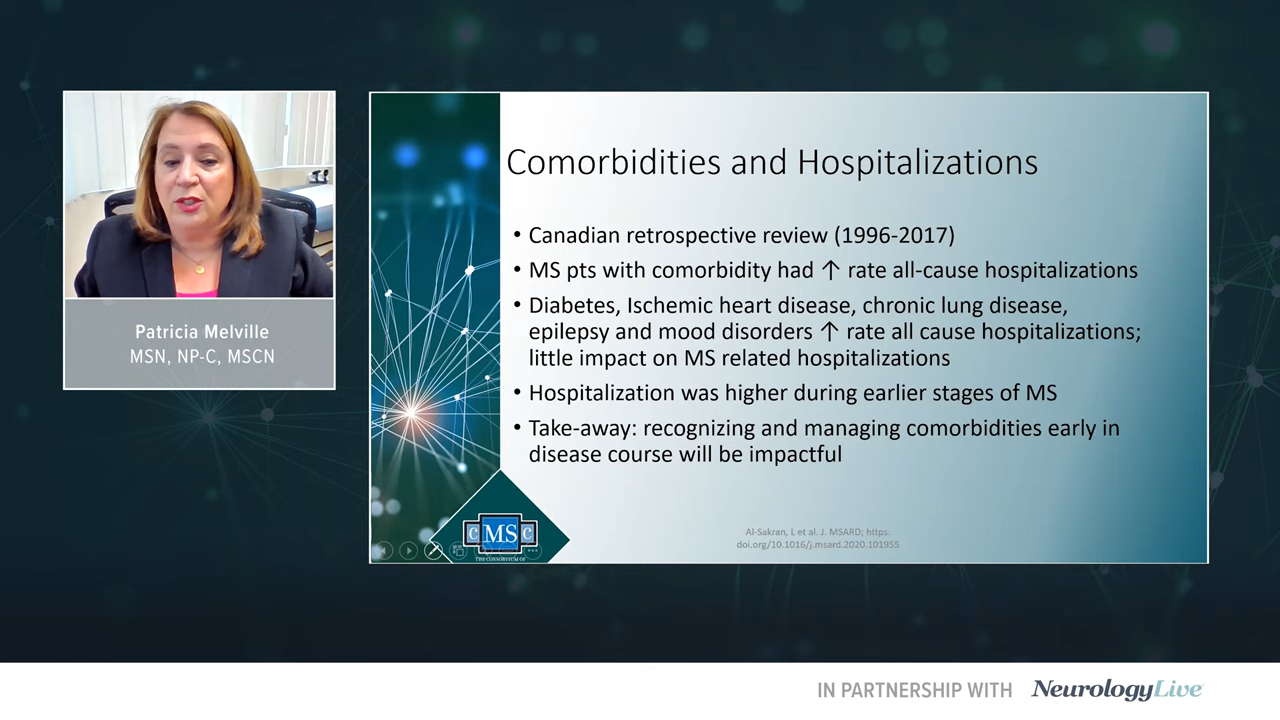 Patricia Melville
MSN, NP-C, MSCN
Comorbidities and Hospitalizations
• Canadian retrospective review (1996-2017)
• MS pts with comorbidity had ↑ rate all-cause hospitalizations
• Diabetes, Ischemic heart disease, chronic lung disease,
epilepsy and mood disorders ↑ rate all cause hospitalizations;
little impact on MS related hospitalizations
• Hospitalization was higher during earlier stages of MS
• Take-away: recognizing and managing comorbidities early in
disease course will be impactful
Al-Sakran, L et al. J. MSARD; https:
doi.org/10.1016/j.msard.2020.101955
CMSC
THE CONSORTIUM OF
IN PARTNERSHIP WITH NeurologyLive